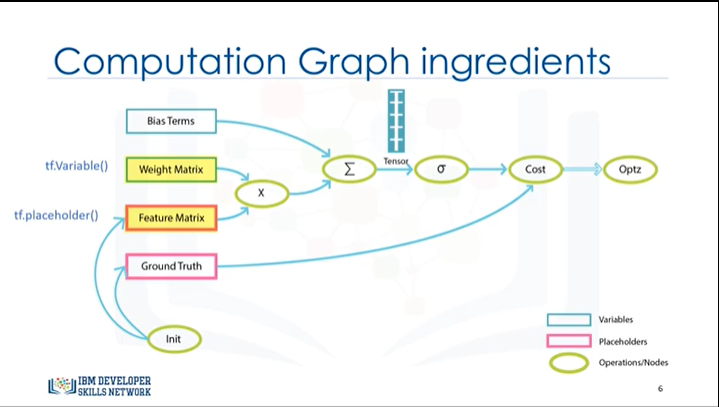 Computation Graph ingredients
Bias Terms
tf.Variable()
Weight Matrix
X
Σ
Tensor
σ
Cost
Optz
tf.placeholder()
Feature Matrix
Ground Truth
Init
Variables
Placeholders
Operations/Nodes
IBM DEVELOPER
SKILLS NETWORK
6